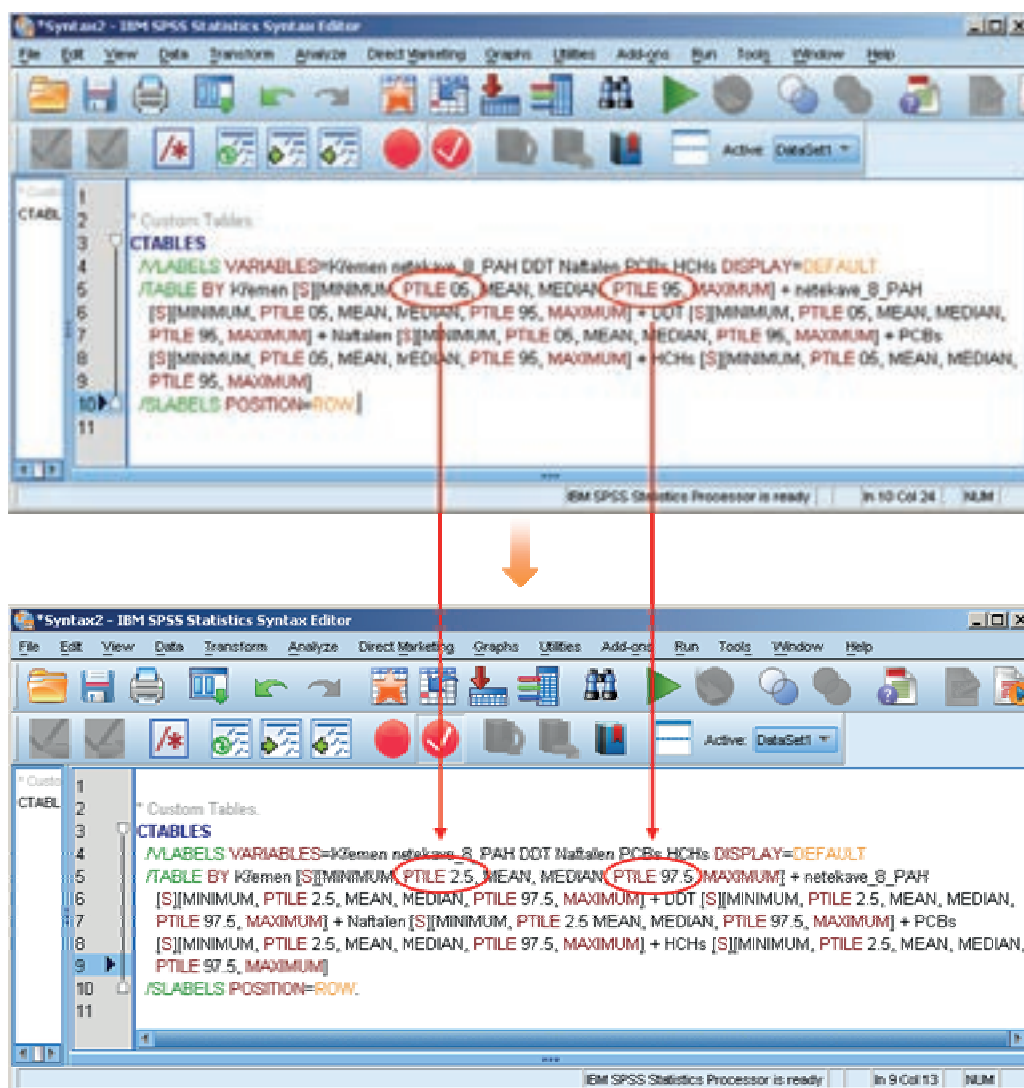 *Syntax2 - IBM SPSS Statistics Syntax Editor
File Edit View Data Transform Analyze Direct Marketing Graphs Utilities Add-ons Run Tools Window Help
Active: DataSet1
* Custom
CTABL
1
2 * Custom Tables.
3 CTABLES
4 /VLABELS VARIABLES=Křemen netekave_8_PAH DDT Naftalen PCBs HCHs DISPLAY=DEFAULT
5 /TABLE BY Křemen [S][MINIMUM, PTILE 05, MEAN, MEDIAN, PTILE 95, MAXIMUM] + netekave_8_PAH
6 [S][MINIMUM, PTILE 05, MEAN, MEDIAN, PTILE 95, MAXIMUM] + DDT [S][MINIMUM, PTILE 05, MEAN, MEDIAN,
7 PTILE 95, MAXIMUM] + Naftalen [S][MINIMUM, PTILE 05, MEAN, MEDIAN, PTILE 95, MAXIMUM] + PCBs
8 [S][MINIMUM, PTILE 05, MEAN, MEDIAN, PTILE 95, MAXIMUM] + HCHs [S][MINIMUM, PTILE 05, MEAN, MEDIAN,
9 PTILE 95, MAXIMUM]
10 /SLABELS POSITION=ROW.
11
IBM SPSS Statistics Processor is ready In 10 Col 24 NUM
*Syntax2 - IBM SPSS Statistics Syntax Editor
File Edit View Data Transform Analyze Direct Marketing Graphs Utilities Add-ons Run Tools Window Help
Active: DataSet1
* Custo
CTABL
1
2 * Custom Tables.
3 CTABLES
4 /VLABELS VARIABLES=Křemen netekave_8_PAH DDT Naftalen PCBs HCHs DISPLAY=DEFAULT
5 /TABLE BY Křemen [S][MINIMUM, PTILE 2.5, MEAN, MEDIAN, PTILE 97.5, MAXIMUM] + netekave_8_PAH
6 [S][MINIMUM, PTILE 2.5, MEAN, MEDIAN, PTILE 97.5, MAXIMUM] + DDT [S][MINIMUM, PTILE 2.5, MEAN, MEDIAN,
7 PTILE 97.5, MAXIMUM] + Naftalen [S][MINIMUM, PTILE 2.5 MEAN, MEDIAN, PTILE 97.5, MAXIMUM] + PCBs
8 [S][MINIMUM, PTILE 2.5, MEAN, MEDIAN, PTILE 97.5, MAXIMUM] + HCHs [S][MINIMUM, PTILE 2.5, MEAN, MEDIAN,
9 PTILE 97.5, MAXIMUM]
10 /SLABELS POSITION=ROW.
11
IBM SPSS Statistics Processor is ready In 9 Col 13 NUM